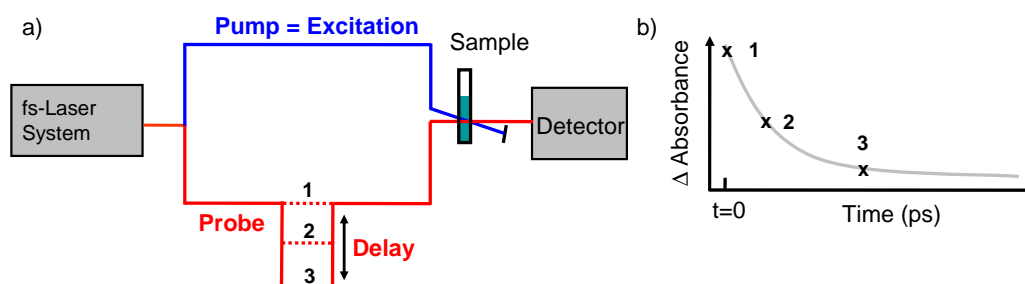 a)
Pump = Excitation
Sample
fs-Laser
System
Detector
Probe
1
2
3
Delay
b)
Δ Absorbance
x 1
x 2
3
x
t=0
Time (ps)